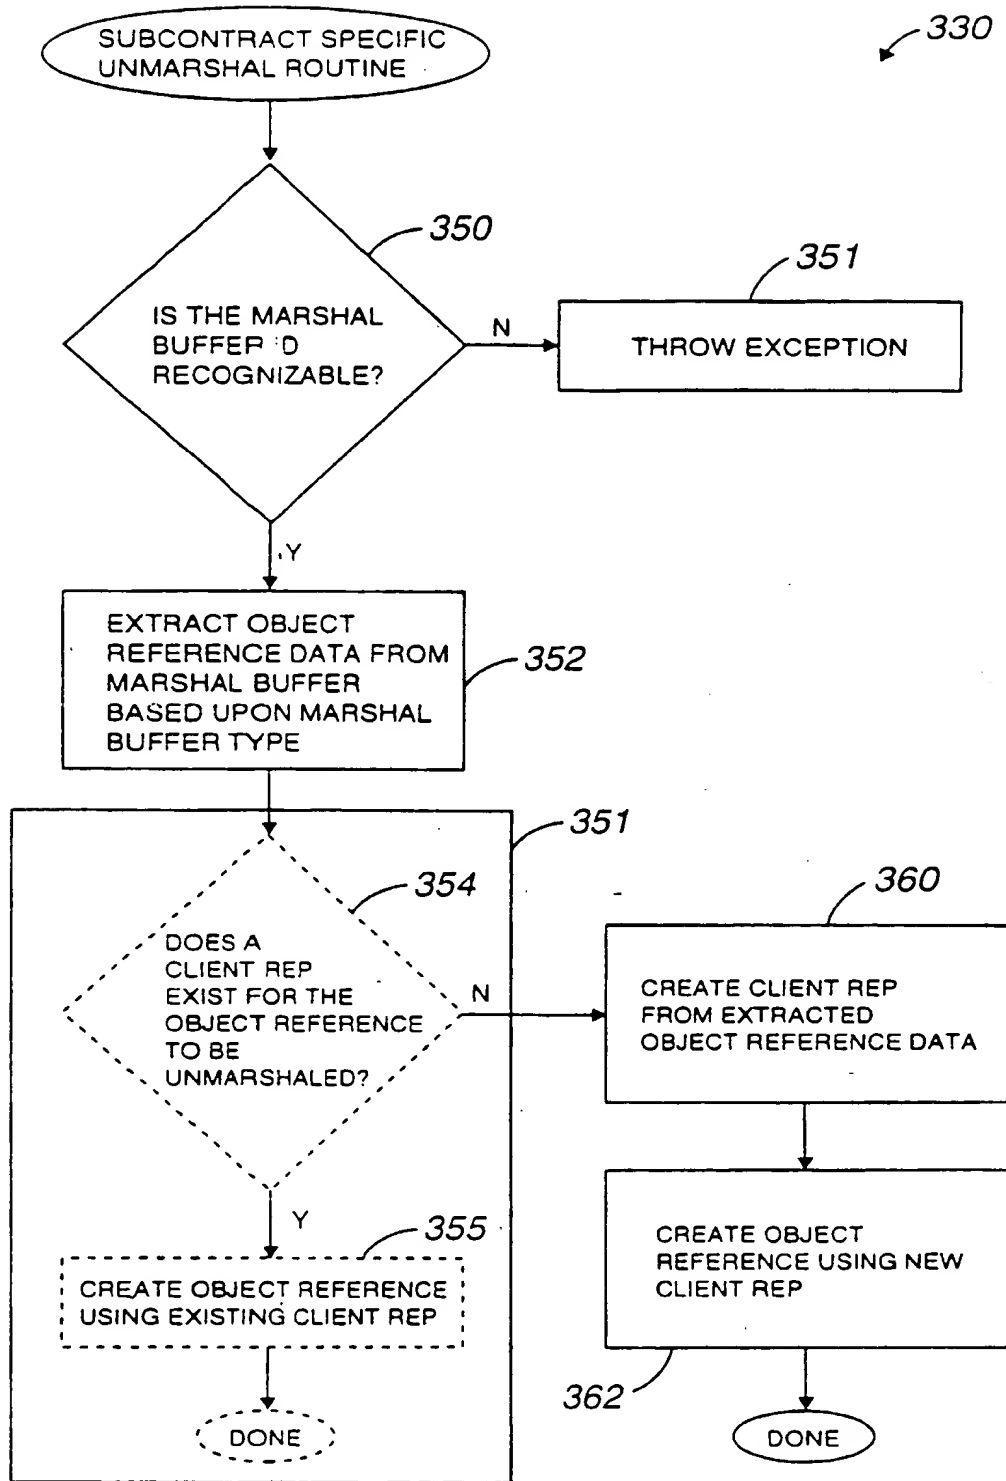 330
SUBCONTRACT SPECIFIC
UNMARSHAL ROUTINE
350
IS THE MARSHAL
BUFFER ID
RECOGNIZABLE?
N
351
THROW EXCEPTION
Y
EXTRACT OBJECT
REFERENCE DATA FROM
MARSHAL BUFFER
BASED UPON MARSHAL
BUFFER TYPE
352
351
354
DOES A
CLIENT REP
EXIST FOR THE
OBJECT REFERENCE
TO BE
UNMARSHALED?
N
360
CREATE CLIENT REP
FROM EXTRACTED
OBJECT REFERENCE DATA
Y
355
CREATE OBJECT REFERENCE
USING EXISTING CLIENT REP
DONE
CREATE OBJECT
REFERENCE USING NEW
CLIENT REP
362
DONE